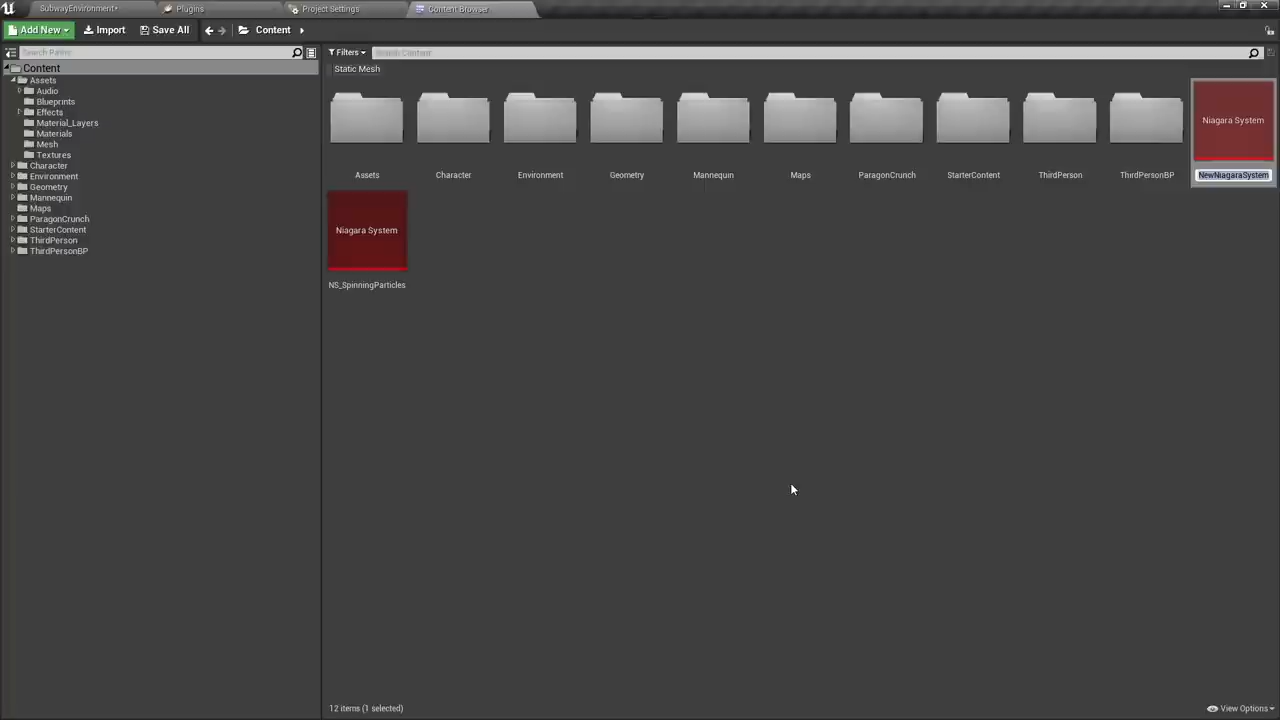 SubwayEnvironment*
Plugins
Project Settings
Content Browser
Add New
Import
Save All
Content
Search Paths
Filters
Search Content
Content
Static Mesh
Assets
Audio
Blueprints
Effects
Material_Layers
Materials
Mesh
Textures
Character
Environment
Geometry
Mannequin
Maps
ParagonCrunch
StarterContent
ThirdPerson
ThirdPersonBP
Niagara System
Assets
Character
Environment
Geometry
Mannequin
Maps
ParagonCrunch
StarterContent
ThirdPerson
ThirdPersonBP
NewNiagaraSystem
Niagara System
NS_SpinningParticles
12 items (1 selected)
View Options